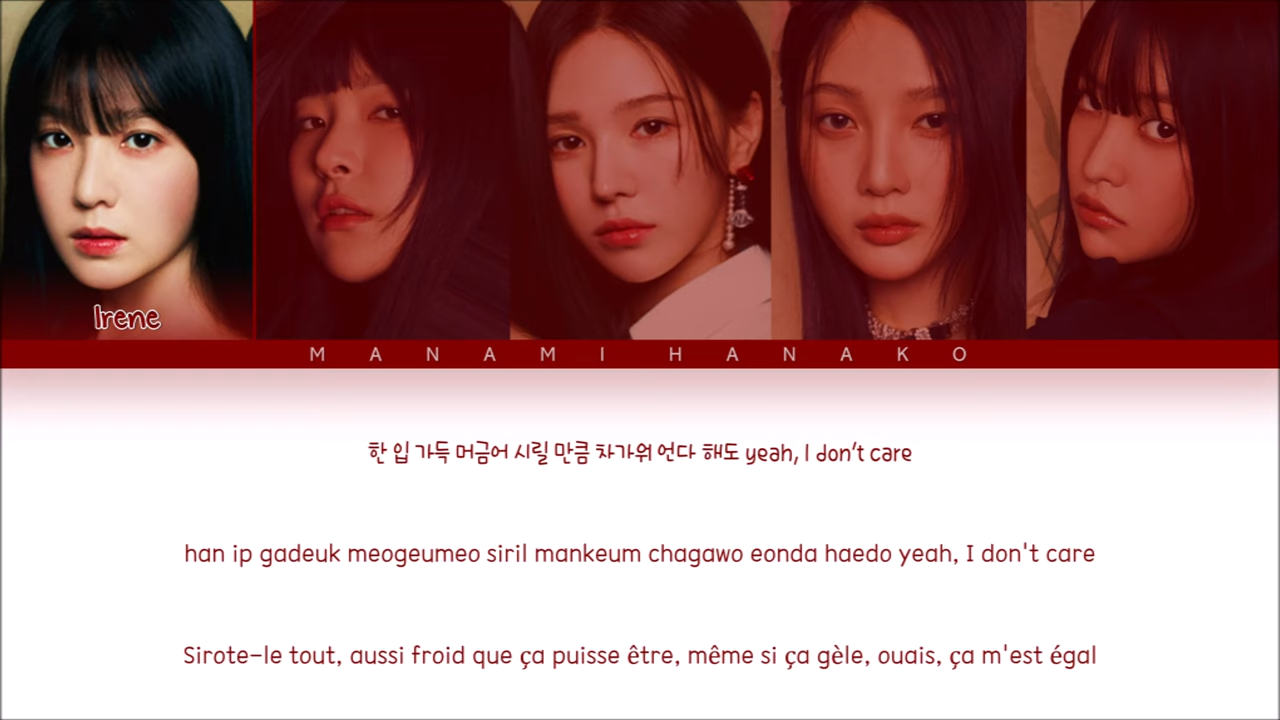 Irene
MANAMI HANAKO
한 입 가득 머금어 시릴 만큼 차가워 언다 해도 yeah, I don't care
han ip gadeuk meogeumeo siril mankeum chagawo eonda haedo yeah, I don't care
Sirote-le tout, aussi froid que ça puisse être, même si ça gèle, ouais, ça m'est égal